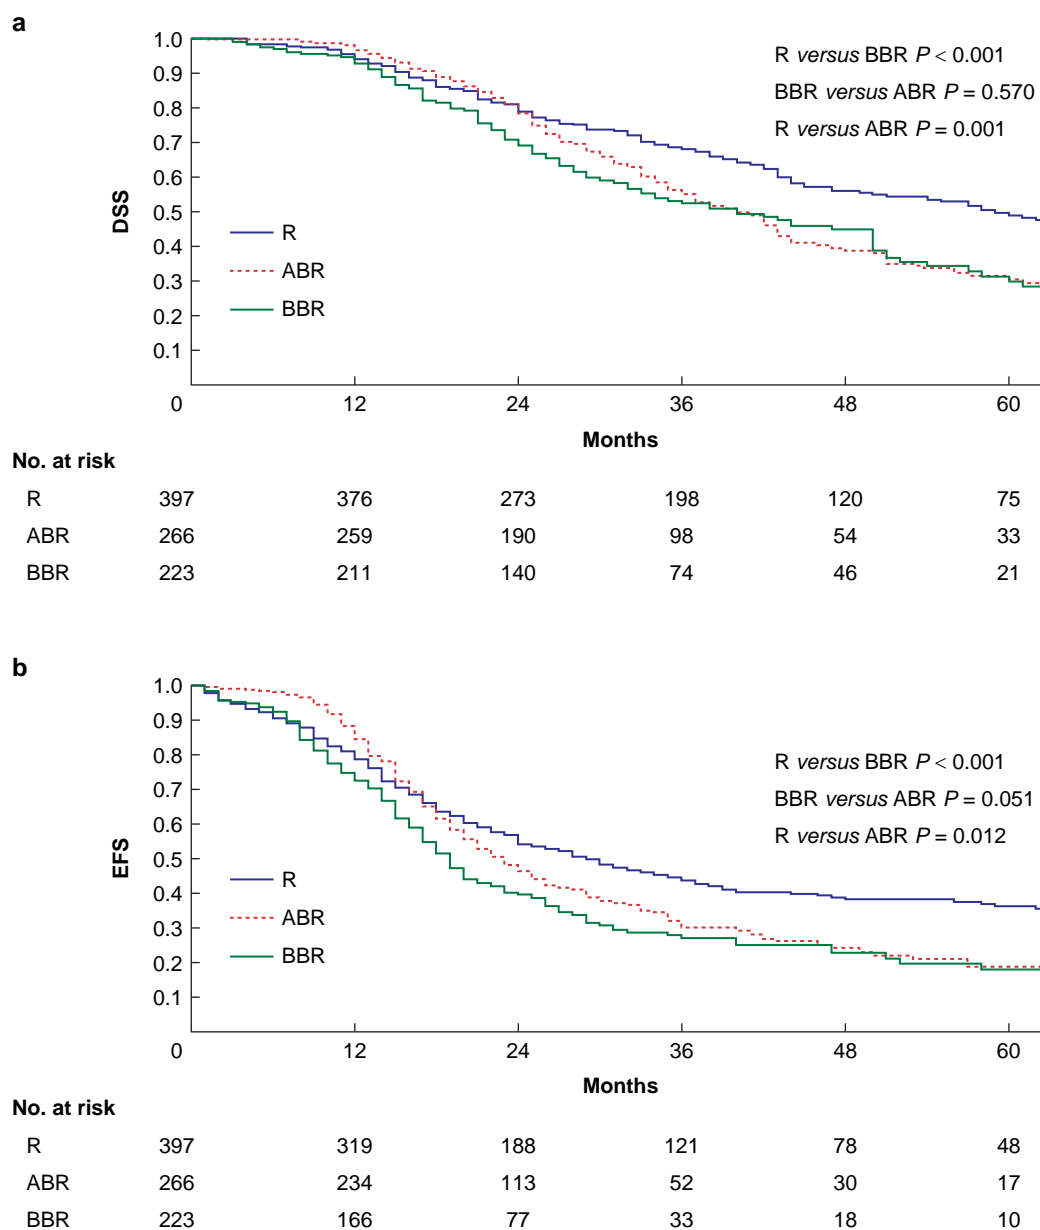 a
1.0
0.9
0.8
0.7
0.6
0.5
0.4
0.3
0.2
0.1
DSS
R versus BBR P < 0.001
BBR versus ABR P = 0.570
R versus ABR P = 0.001
R
ABR
BBR
0 12 24 36 48 60
Months
No. at risk
R 397 376 273 198 120 75
ABR 266 259 190 98 54 33
BBR 223 211 140 74 46 21
b
1.0
0.9
0.8
0.7
0.6
0.5
0.4
0.3
0.2
0.1
EFS
R versus BBR P < 0.001
BBR versus ABR P = 0.051
R versus ABR P = 0.012
R
ABR
BBR
0 12 24 36 48 60
Months
No. at risk
R 397 319 188 121 78 48
ABR 266 234 113 52 30 17
BBR 223 166 77 33 18 10